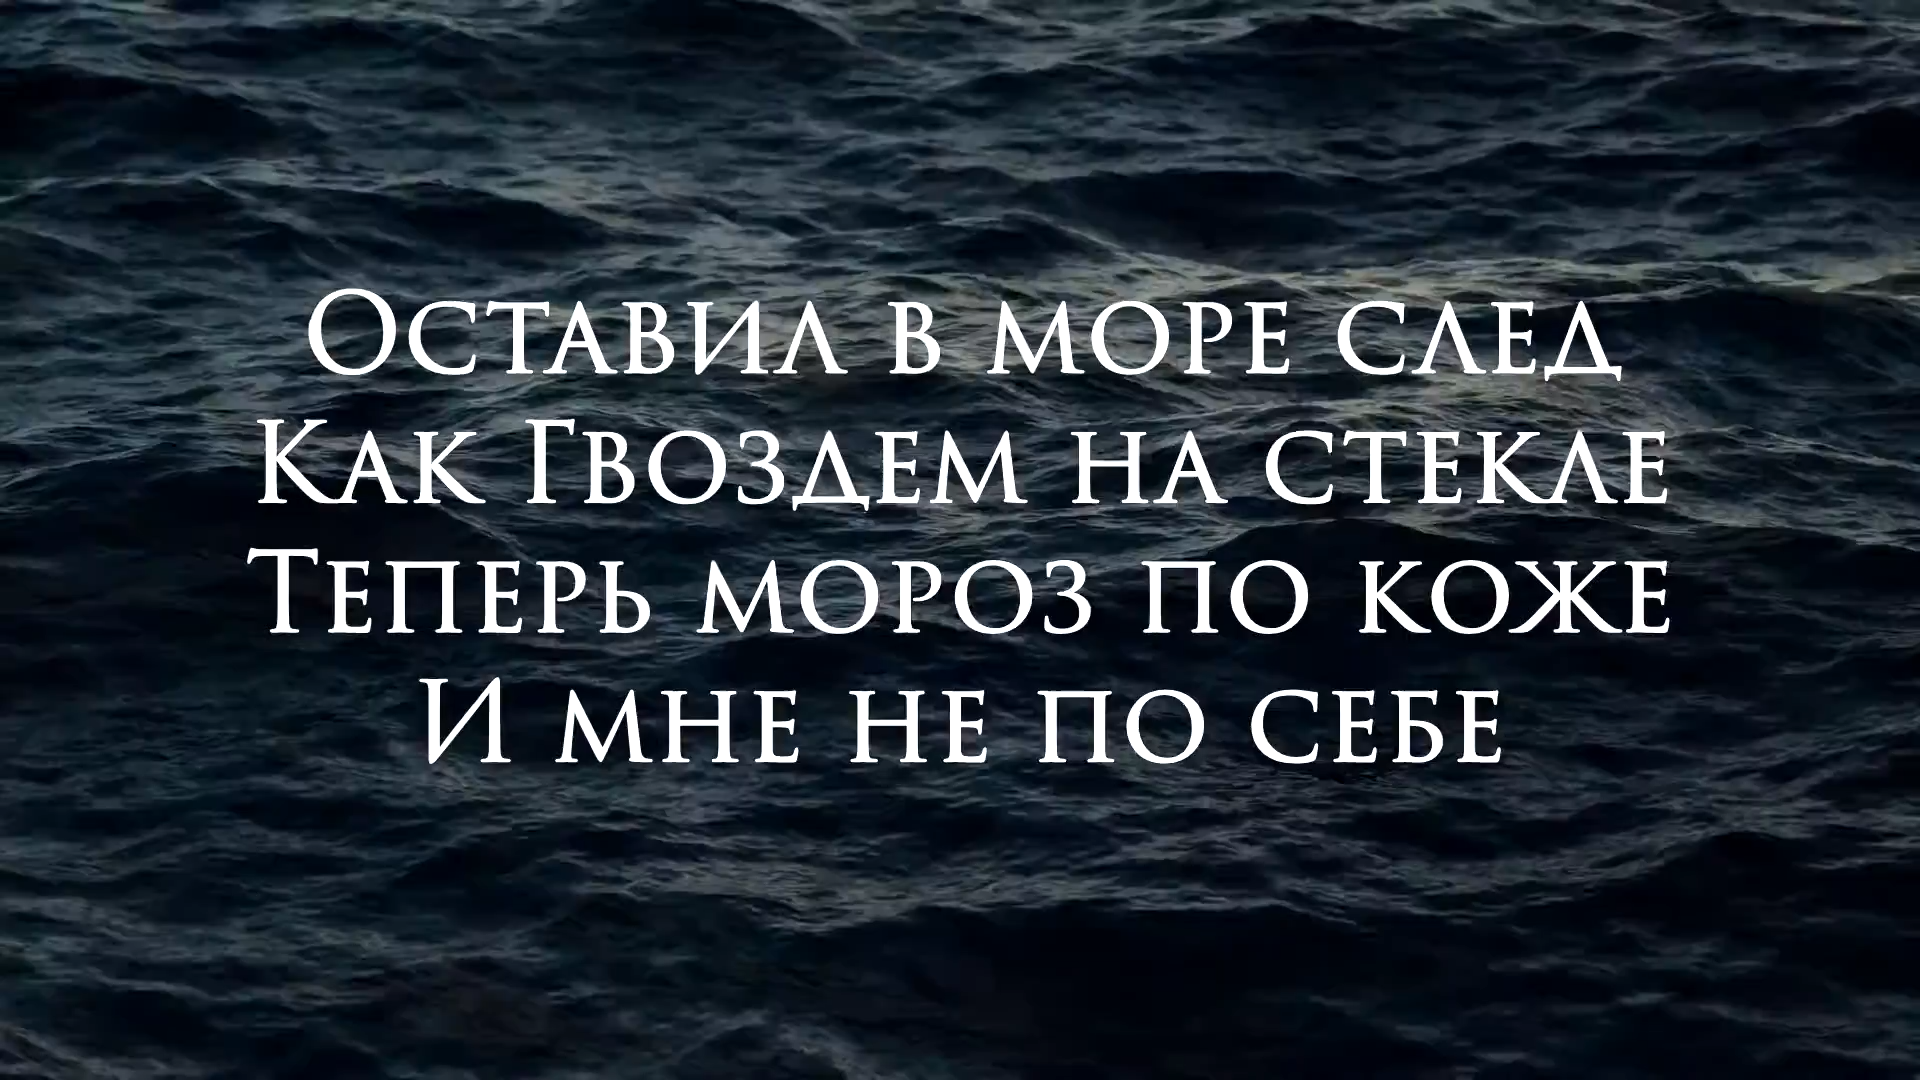 Оставил в море след
Как Гвоздем на стекле
Теперь мороз по коже
И мне не по себе